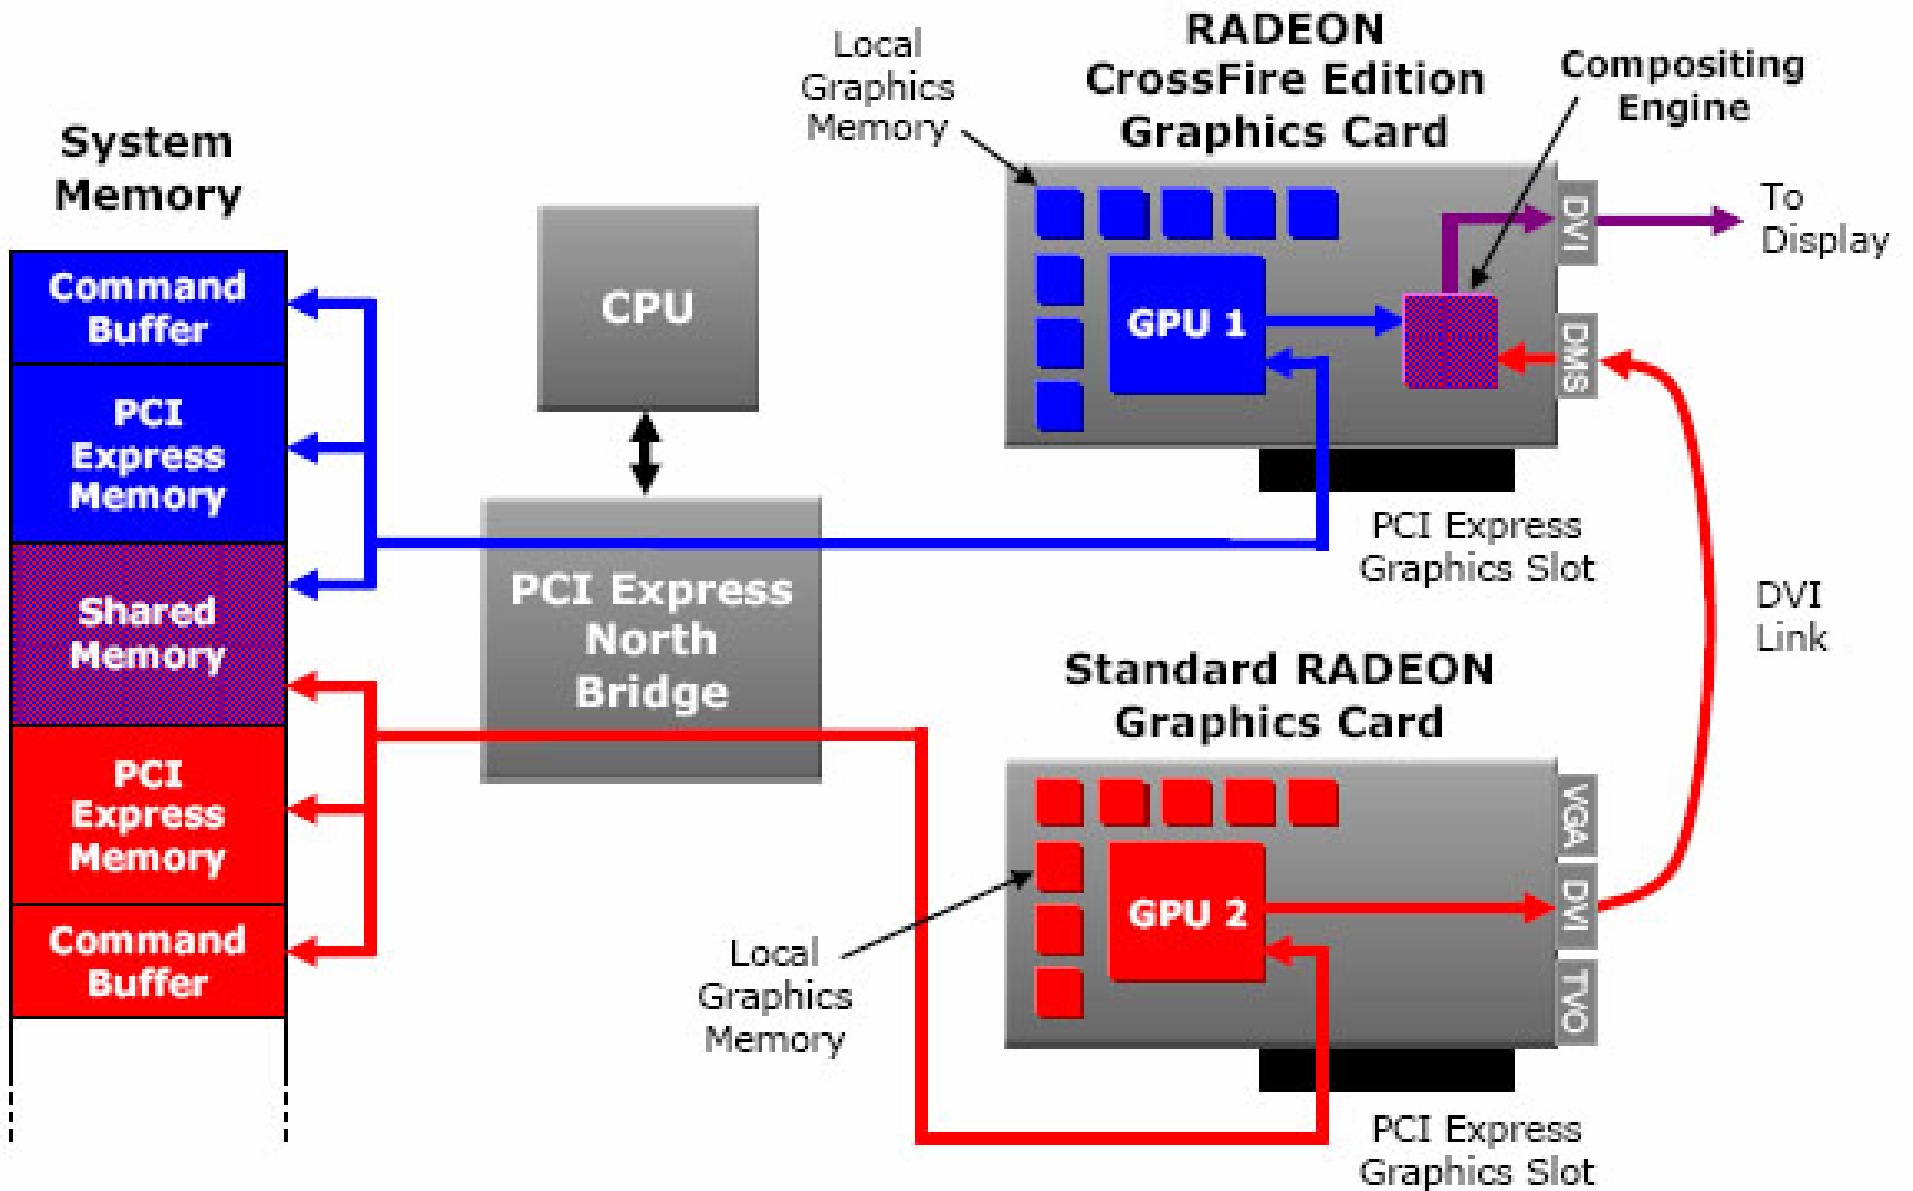 System
Memory
Command
Buffer
PCI
Express
Memory
Shared
Memory
PCI
Express
Memory
Command
Buffer
CPU
PCI Express
North
Bridge
Local
Graphics
Memory
RADEON
CrossFire Edition
Graphics Card
Compositing
Engine
GPU 1
DVI
DMS
To
Display
PCI Express
Graphics Slot
DVI
Link
Standard RADEON
Graphics Card
GPU 2
VGA
DVI
TVO
Local
Graphics
Memory
PCI Express
Graphics Slot